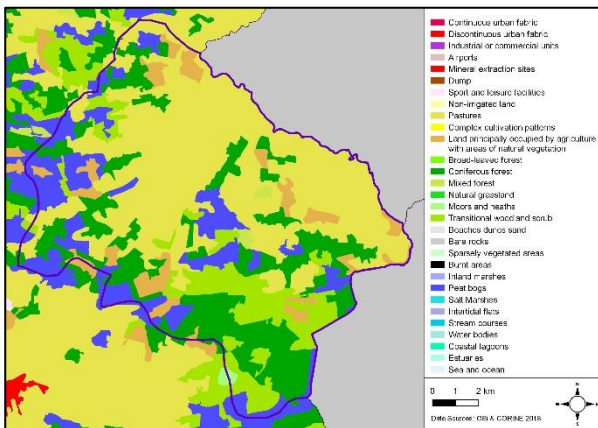 Continuous urban fabric
Discontinuous urban fabric
Industrial or commercial units
Airports
Mineral extraction sites
Dump
Sport and leisure facilities
Non-irrigated land
Pastures
Complex cultivation patterns
Land principally occupied by agriculture
with areas of natural vegetation
Broad-leaved forest
Coniferous forest
Mixed forest
Natural grassland
Moors and heaths
Transitional wood and scrub
Beaches dunes sand
Bare rocks
Sparsely vegetated areas
Burnt areas
Inland marshes
Peat bogs
Salt Marshes
Intertidal flats
Stream courses
Water bodies
Coastal lagoons
Estuaries
Sea and ocean
0 1 2 km
Data Sources: OSi & CORINE 2018